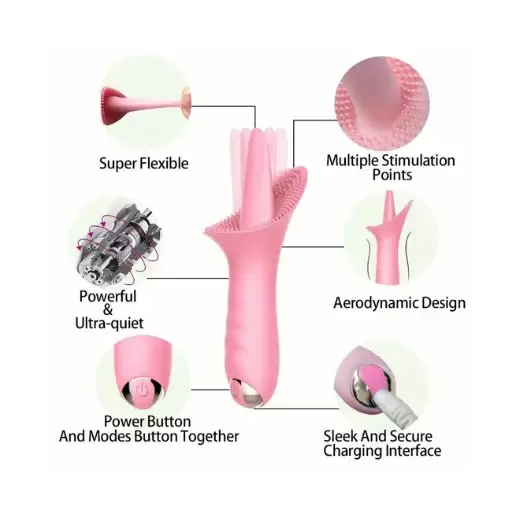 Super Flexible
Multiple Stimulation
Points
Powerful
&
Ultra-quiet
Aerodynamic Design
Power Button
And Modes Button Together
Sleek And Secure
Charging Interface